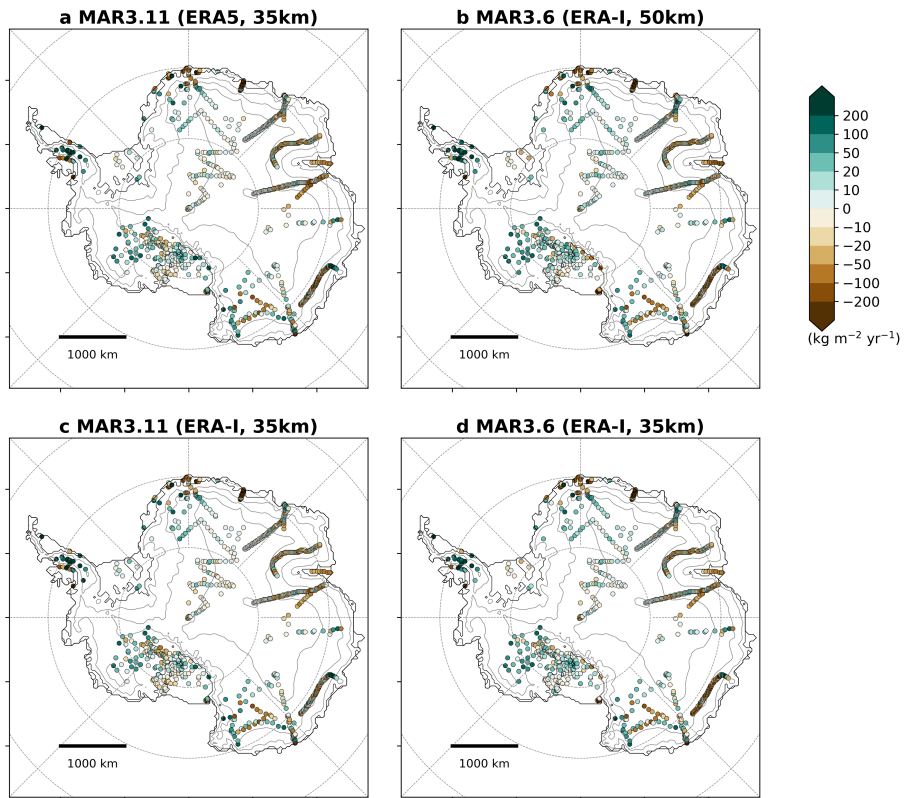 a MAR3.11 (ERA5, 35km)
b MAR3.6 (ERA-I, 50km)
1000 km
1000 km
200
100
50
20
10
0
−10
−20
−50
−100
−200
(kg m⁻² yr⁻¹)
c MAR3.11 (ERA-I, 35km)
d MAR3.6 (ERA-I, 35km)
1000 km
1000 km